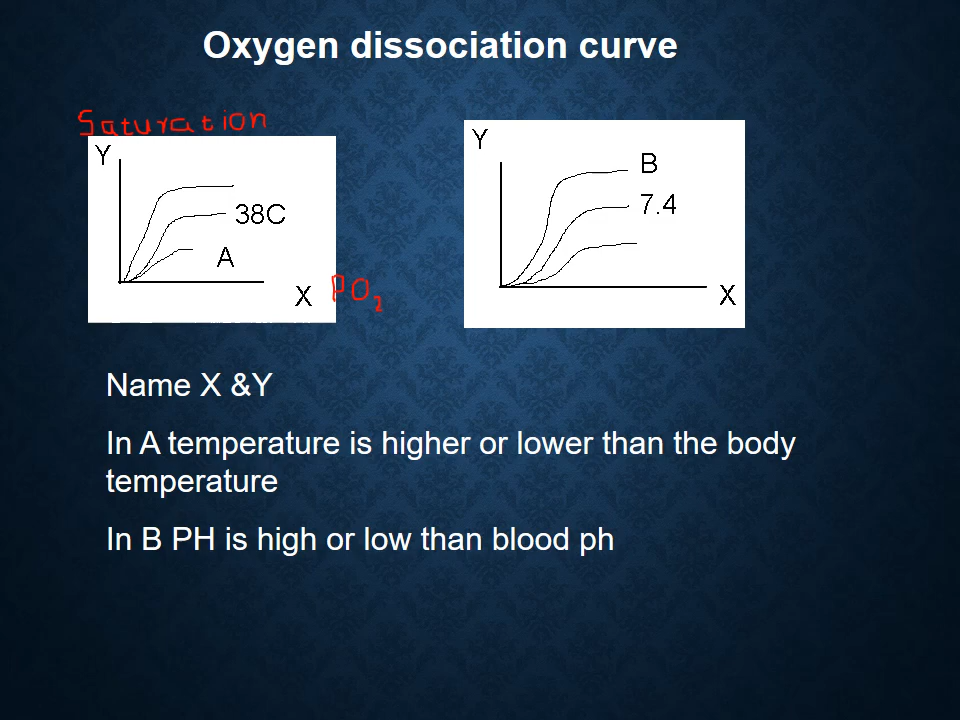 Oxygen dissociation curve
Saturation
Y
38C
A
X
PO2
Y
B
7.4
X
Name X &Y
In A temperature is higher or lower than the body
temperature
In B PH is high or low than blood ph